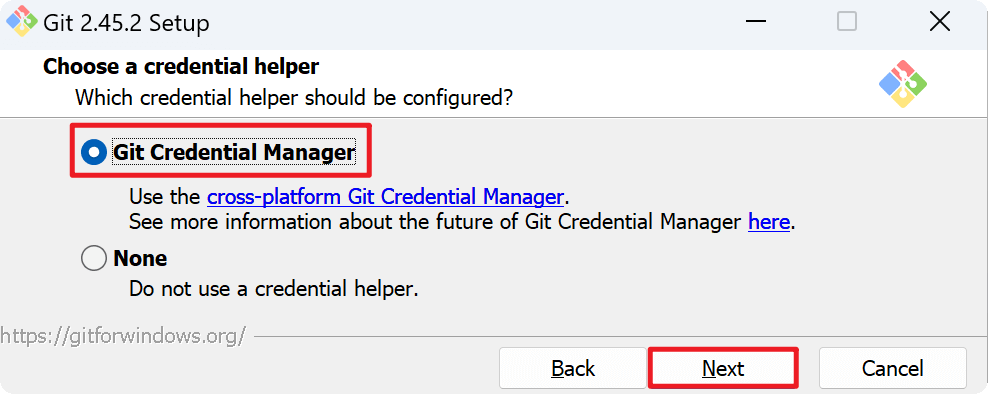 Git 2.45.2 Setup
Choose a credential helper
Which credential helper should be configured?
Git Credential Manager
Use the cross-platform Git Credential Manager.
See more information about the future of Git Credential Manager here.
None
Do not use a credential helper.
https://gitforwindows.org/
Back Next Cancel